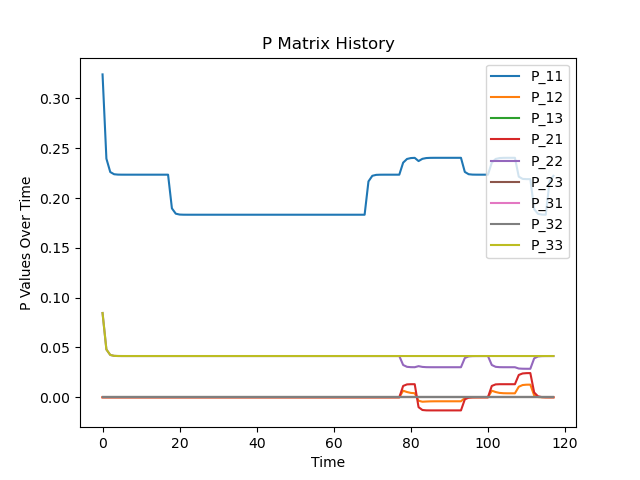 P Matrix History
P Values Over Time
0.30
0.25
0.20
0.15
0.10
0.05
0.00
0 20 40 60 80 100 120
Time
P_11
P_12
P_13
P_21
P_22
P_23
P_31
P_32
P_33